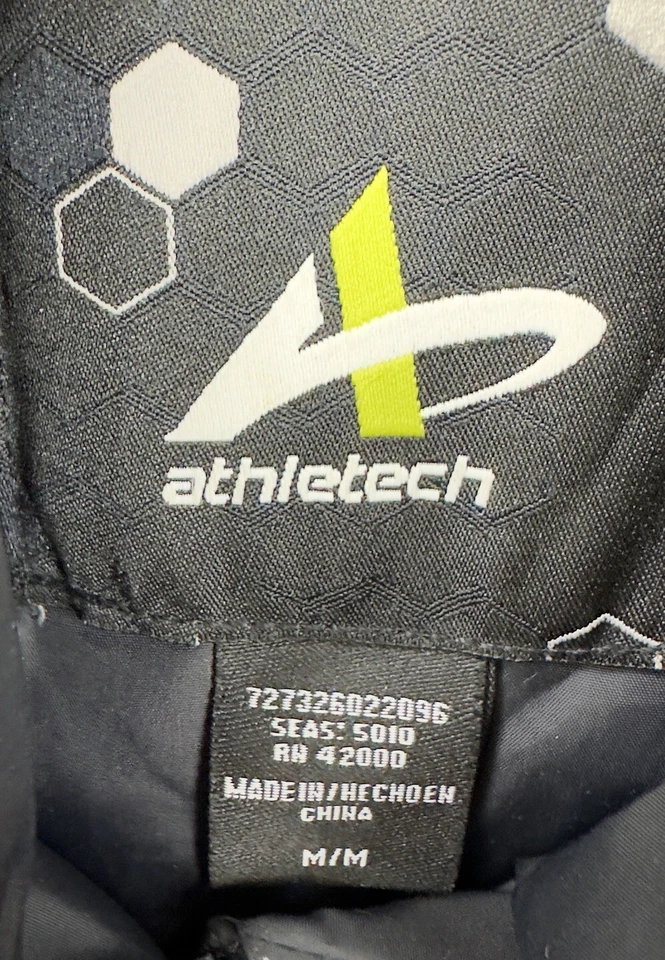 athletech
727326022096
SEAS: 5010
RN 42000
MADE IN/HECHO EN
CHINA
M/M